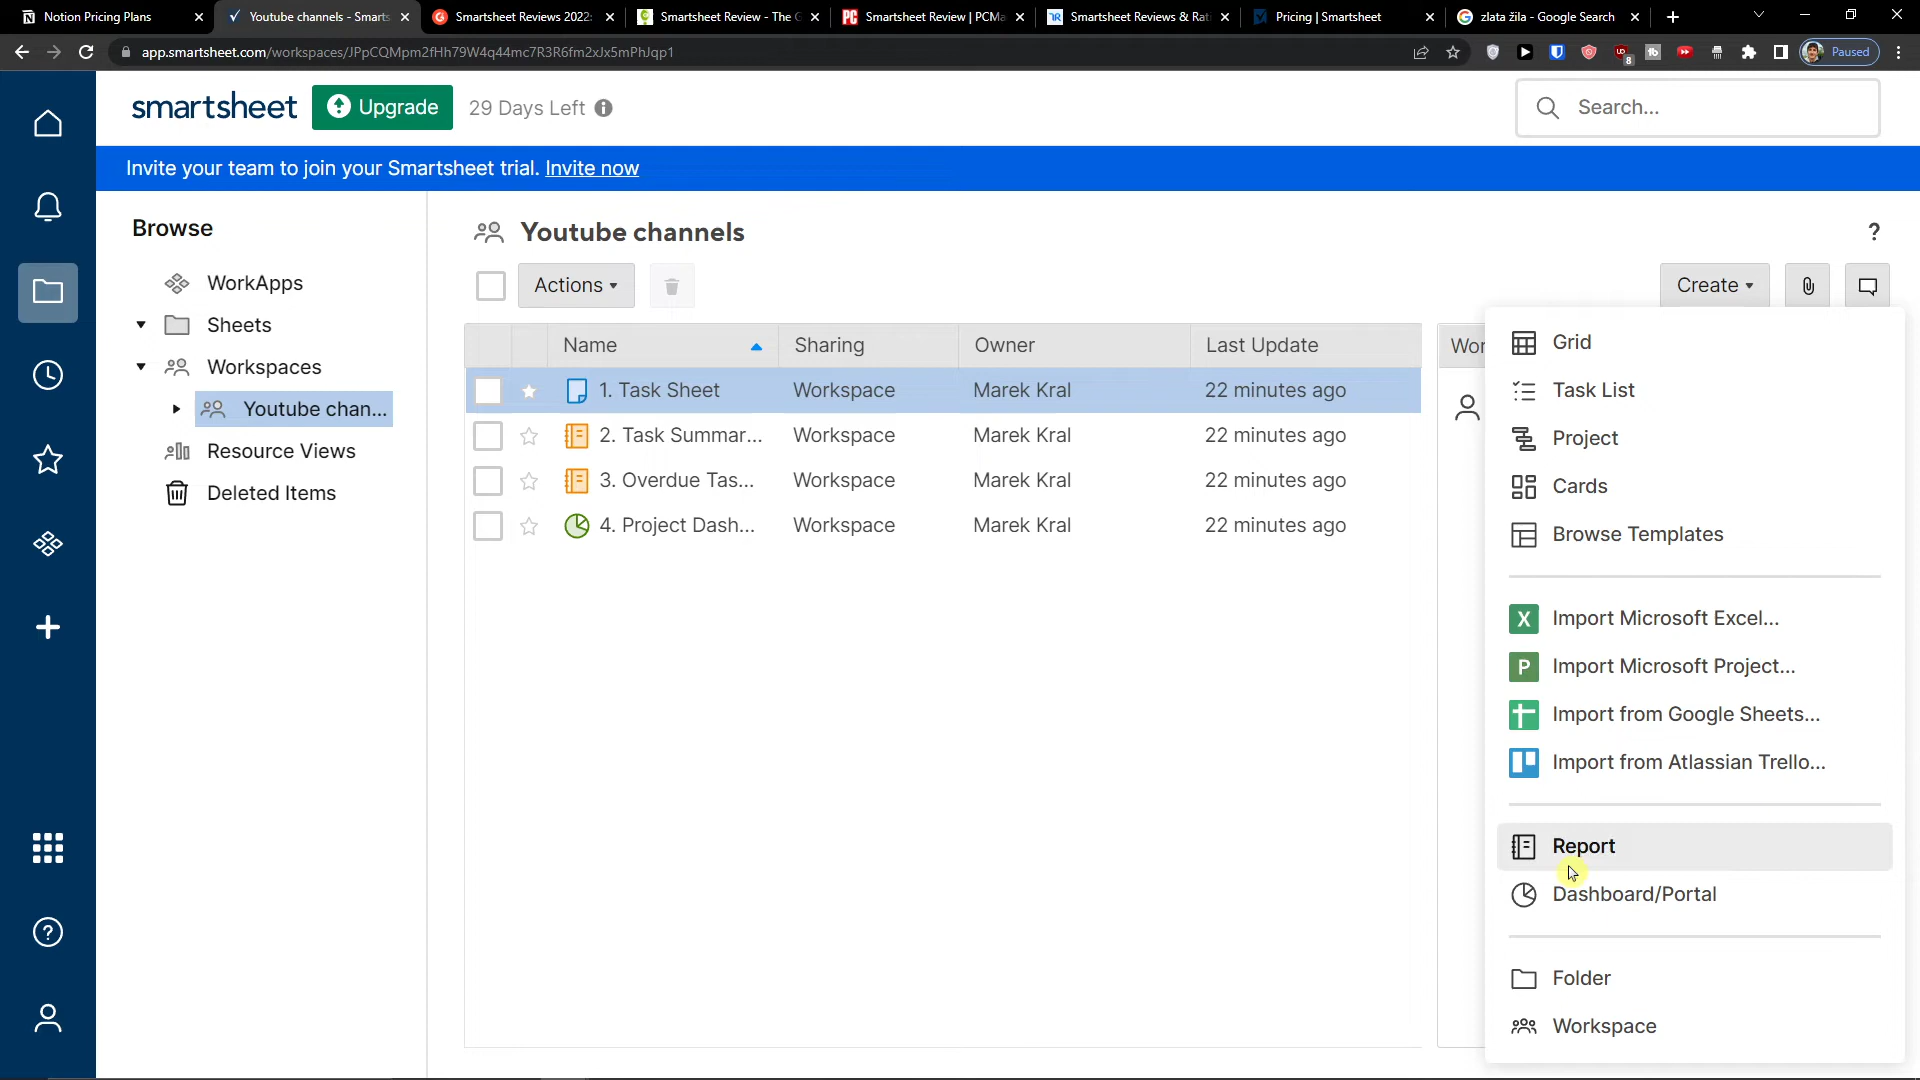 Notion Pricing Plans
Youtube channels - Smarts
Smartsheet Reviews 2022:
Smartsheet Review - The G
PC
Smartsheet Review | PCMa
Smartsheet Reviews & Rat
Pricing | Smartsheet
zlata žila - Google Search
app.smartsheet.com/workspaces/JPpCQMpm2fHh79W4q44mc7R3R6fm2xJx5mPhJqp1
8
Paused
smartsheet
Upgrade
29 Days Left
Search...
Invite your team to join your Smartsheet trial. Invite now
Browse
WorkApps
Sheets
Workspaces
Youtube chan...
Resource Views
Deleted Items
Youtube channels
?
Actions
Create
Name
Sharing
Owner
Last Update
Wor
1. Task Sheet
Workspace
Marek Kral
22 minutes ago
2. Task Summar...
Workspace
Marek Kral
22 minutes ago
3. Overdue Tas...
Workspace
Marek Kral
22 minutes ago
4. Project Dash...
Workspace
Marek Kral
22 minutes ago
Grid
Task List
Project
Cards
Browse Templates
X
Import Microsoft Excel...
P
Import Microsoft Project...
Import from Google Sheets...
Import from Atlassian Trello...
Report
Dashboard/Portal
Folder
Workspace